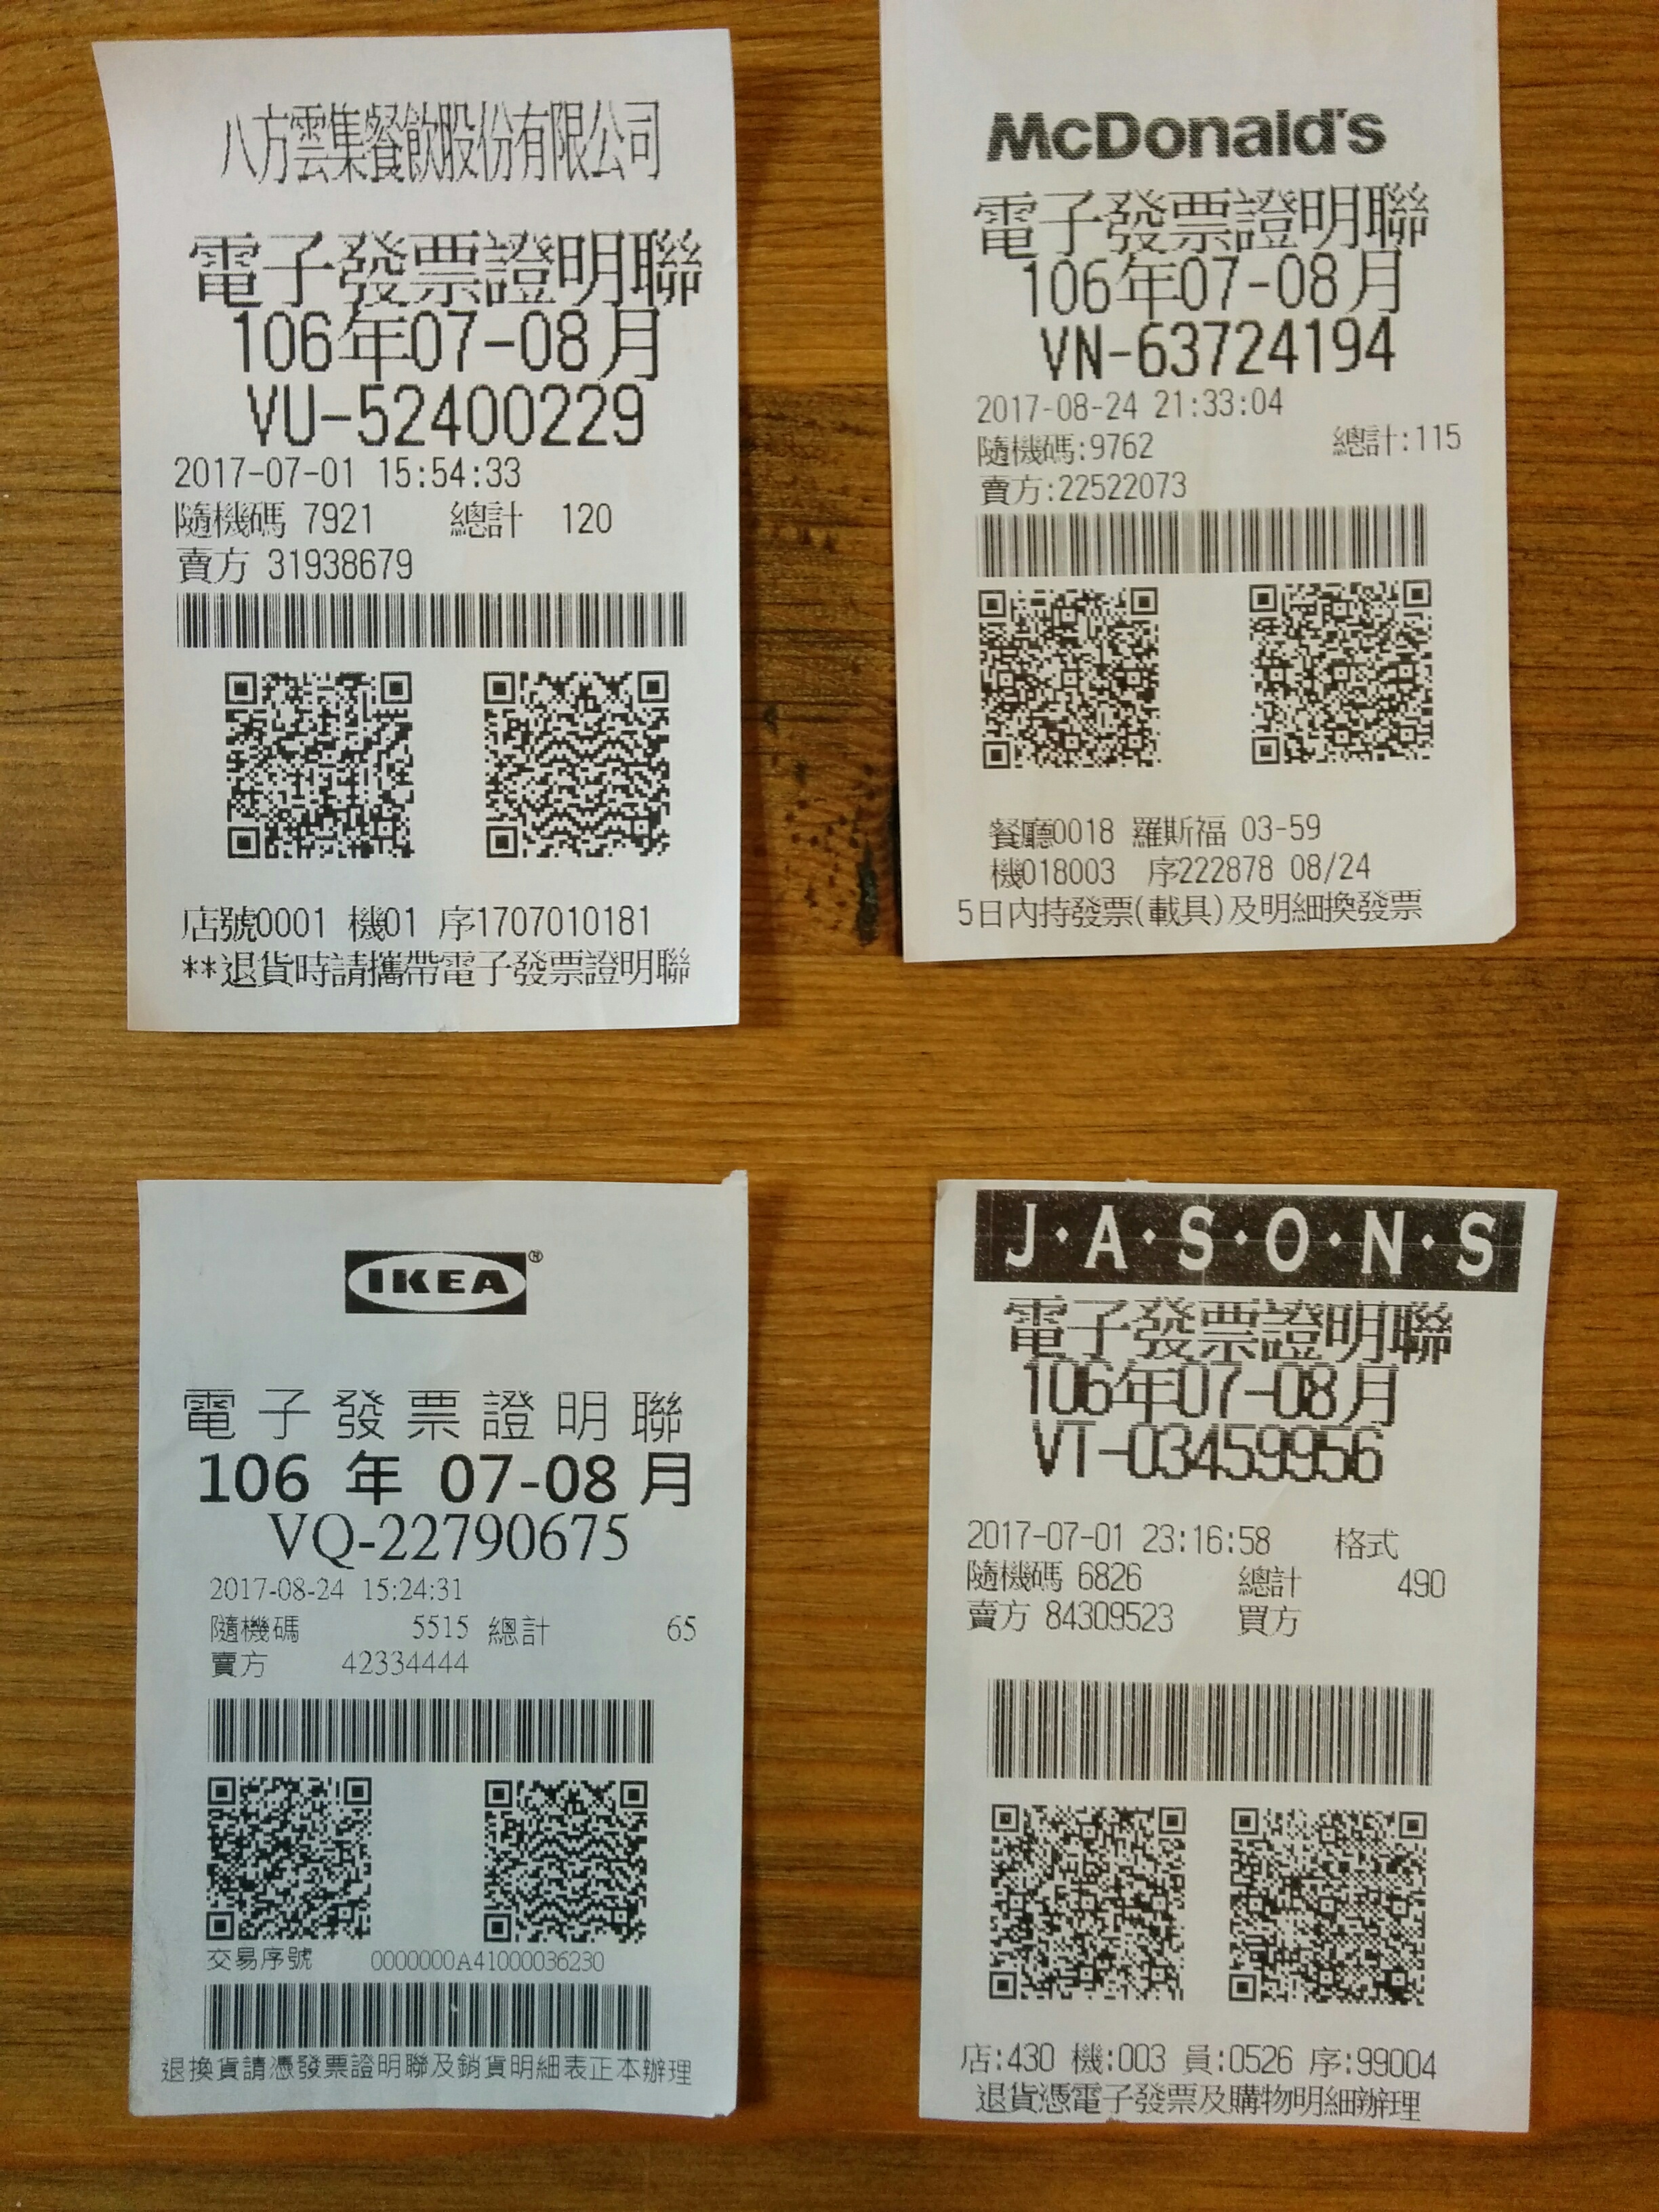 八方雲集餐飲股份有限公司
電子發票證明聯
106年07-08月
VU-52400229
2017-07-01 15:54:33
隨機碼 7921 總計 120
賣方 31938679
店號0001 機01 序1707010181
**退貨時請攜帶電子發票證明聯
McDonald's
電子發票證明聯
106年07-08月
VN-63724194
2017-08-24 21:33:04
隨機碼:9762 總計:115
賣方:22522073
餐廳0018 羅斯福 03-59
機018003 序222878 08/24
5日內持發票(載具)及明細換發票
IKEA®
電子發票證明聯
106 年 07-08 月
VQ-22790675
2017-08-24 15:24:31
隨機碼 5515 總計 65
賣方 42334444
交易序號 0000000A41000036230
退換貨請憑發票證明聯及銷貨明細表正本辦理
J·A·S·O·N·S
電子發票證明聯
106年07-08月
VT-03459956
2017-07-01 23:16:58 格式
隨機碼 6826 總計 490
賣方 84309523 買方
店:430 機:003 員:0526 序:99004
退貨憑電子發票及購物明細辦理